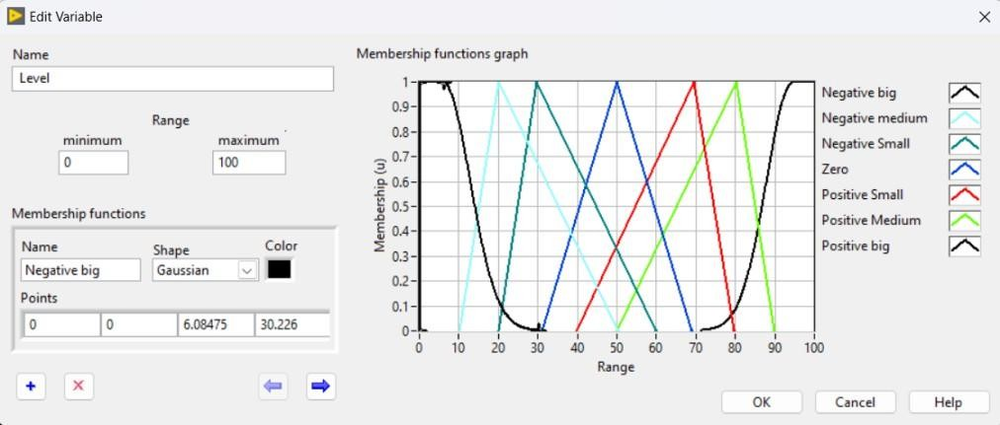 Edit Variable
Name
Level
Range
minimum maximum
0 100
Membership functions
Name Shape Color
Negative big Gaussian
Points
0 0 6.08475 30.226
Membership functions graph
Membership (u)
1
0.9
0.8
0.7
0.6
0.5
0.4
0.3
0.2
0.1
0
0 10 20 30 40 50 60 70 80 90 100
Range
Negative big
Negative medium
Negative Small
Zero
Positive Small
Positive Medium
Positive big
OK Cancel Help